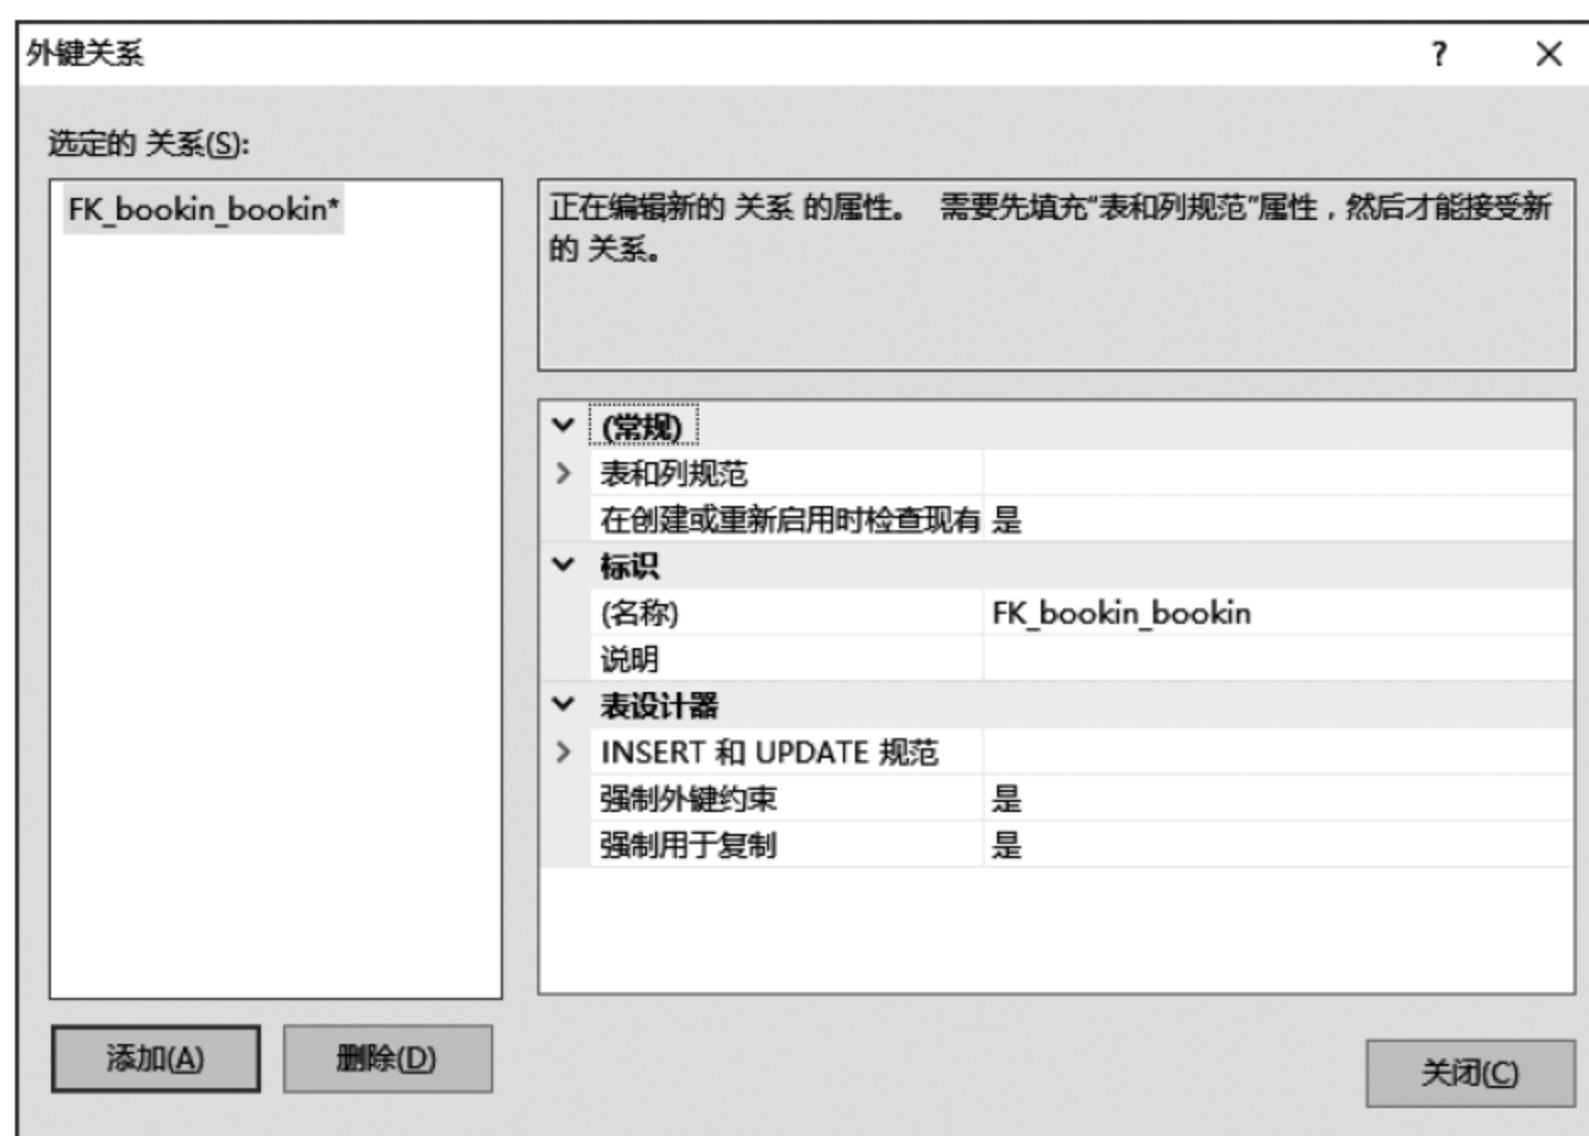 外键关系
选定的 关系(S):
FK_bookin_bookin*
正在编辑新的 关系 的属性。 需要先填充"表和列规范"属性，然后才能接受新
的 关系。
(常规)
表和列规范
在创建或重新启用时检查现有 是
标识
(名称) FK_bookin_bookin
说明
表设计器
INSERT 和 UPDATE 规范
强制外键约束 是
强制用于复制 是
添加(A) 删除(D)
关闭(C)